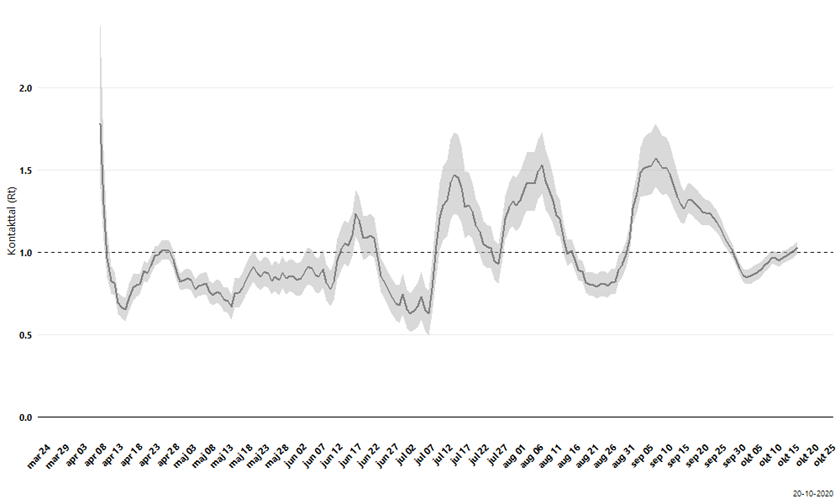 Kontakttal (Rt)
2.0
1.5
1.0
0.5
0.0
mar 24
mar 29
apr 03
apr 08
apr 13
apr 18
apr 23
apr 28
maj 03
maj 08
maj 13
maj 18
maj 23
maj 28
jun 02
jun 07
jun 12
jun 17
jun 22
jun 27
jul 02
jul 07
jul 12
jul 17
jul 22
jul 27
aug 01
aug 06
aug 11
aug 16
aug 21
aug 26
aug 31
sep 05
sep 10
sep 15
sep 20
sep 25
sep 30
okt 05
okt 10
okt 15
okt 20
okt 25
20-10-2020